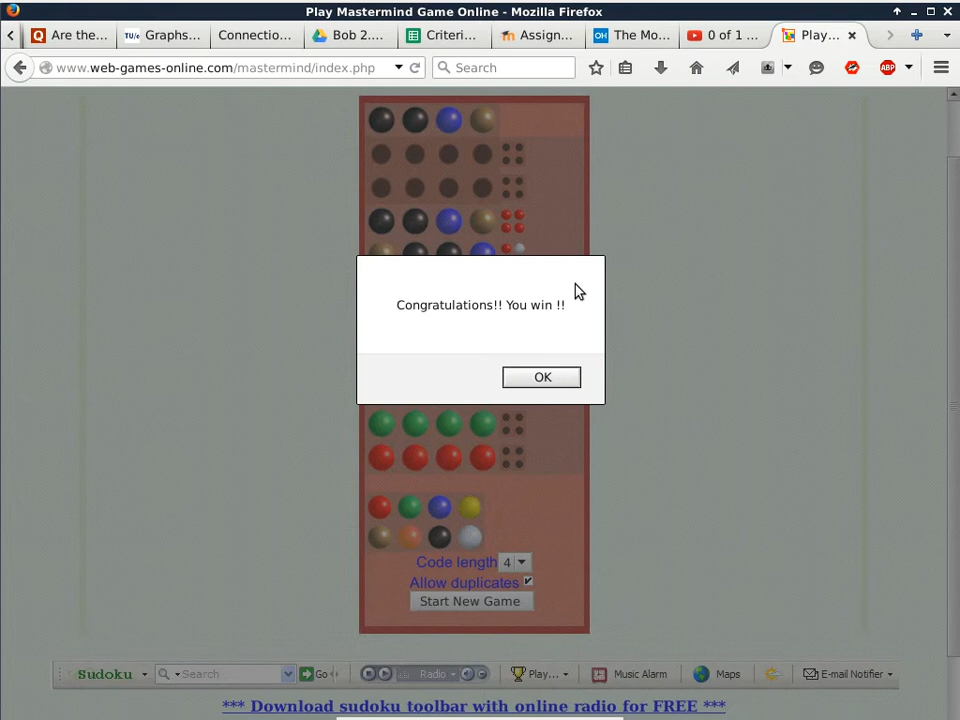 Play Mastermind Game Online - Mozilla Firefox
Are the...
TU/e Graphs...
Connectio...
Bob 2....
Criteri...
Assign...
OH The Mo...
0 of 1 ...
Play...
www.web-games-online.com/mastermind/index.php
Search
ABP
Congratulations!! You win !!
OK
Code length 4
Allow duplicates
Start New Game
Sudoku
Search...
Go
Radio
Play...
Music Alarm
Maps
E-mail Notifier
*** Download sudoku toolbar with online radio for FREE ***